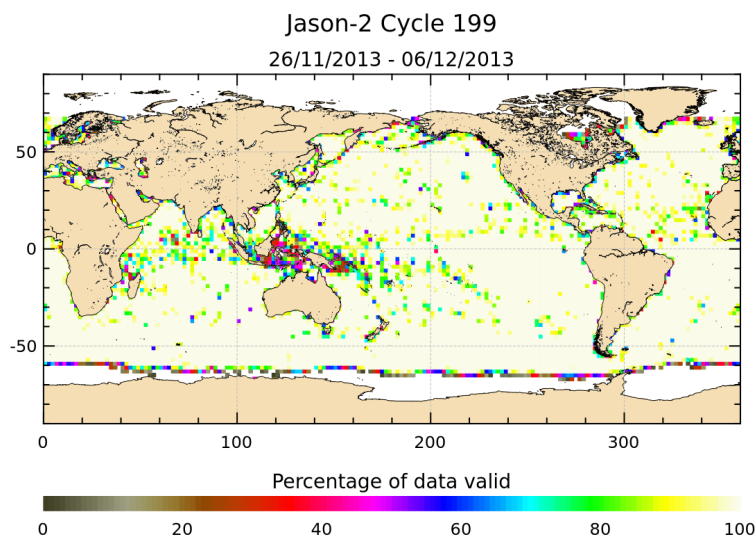 Jason-2 Cycle 199
26/11/2013 - 06/12/2013
50
0
-50
0 100 200 300
Percentage of data valid
0 20 40 60 80 100